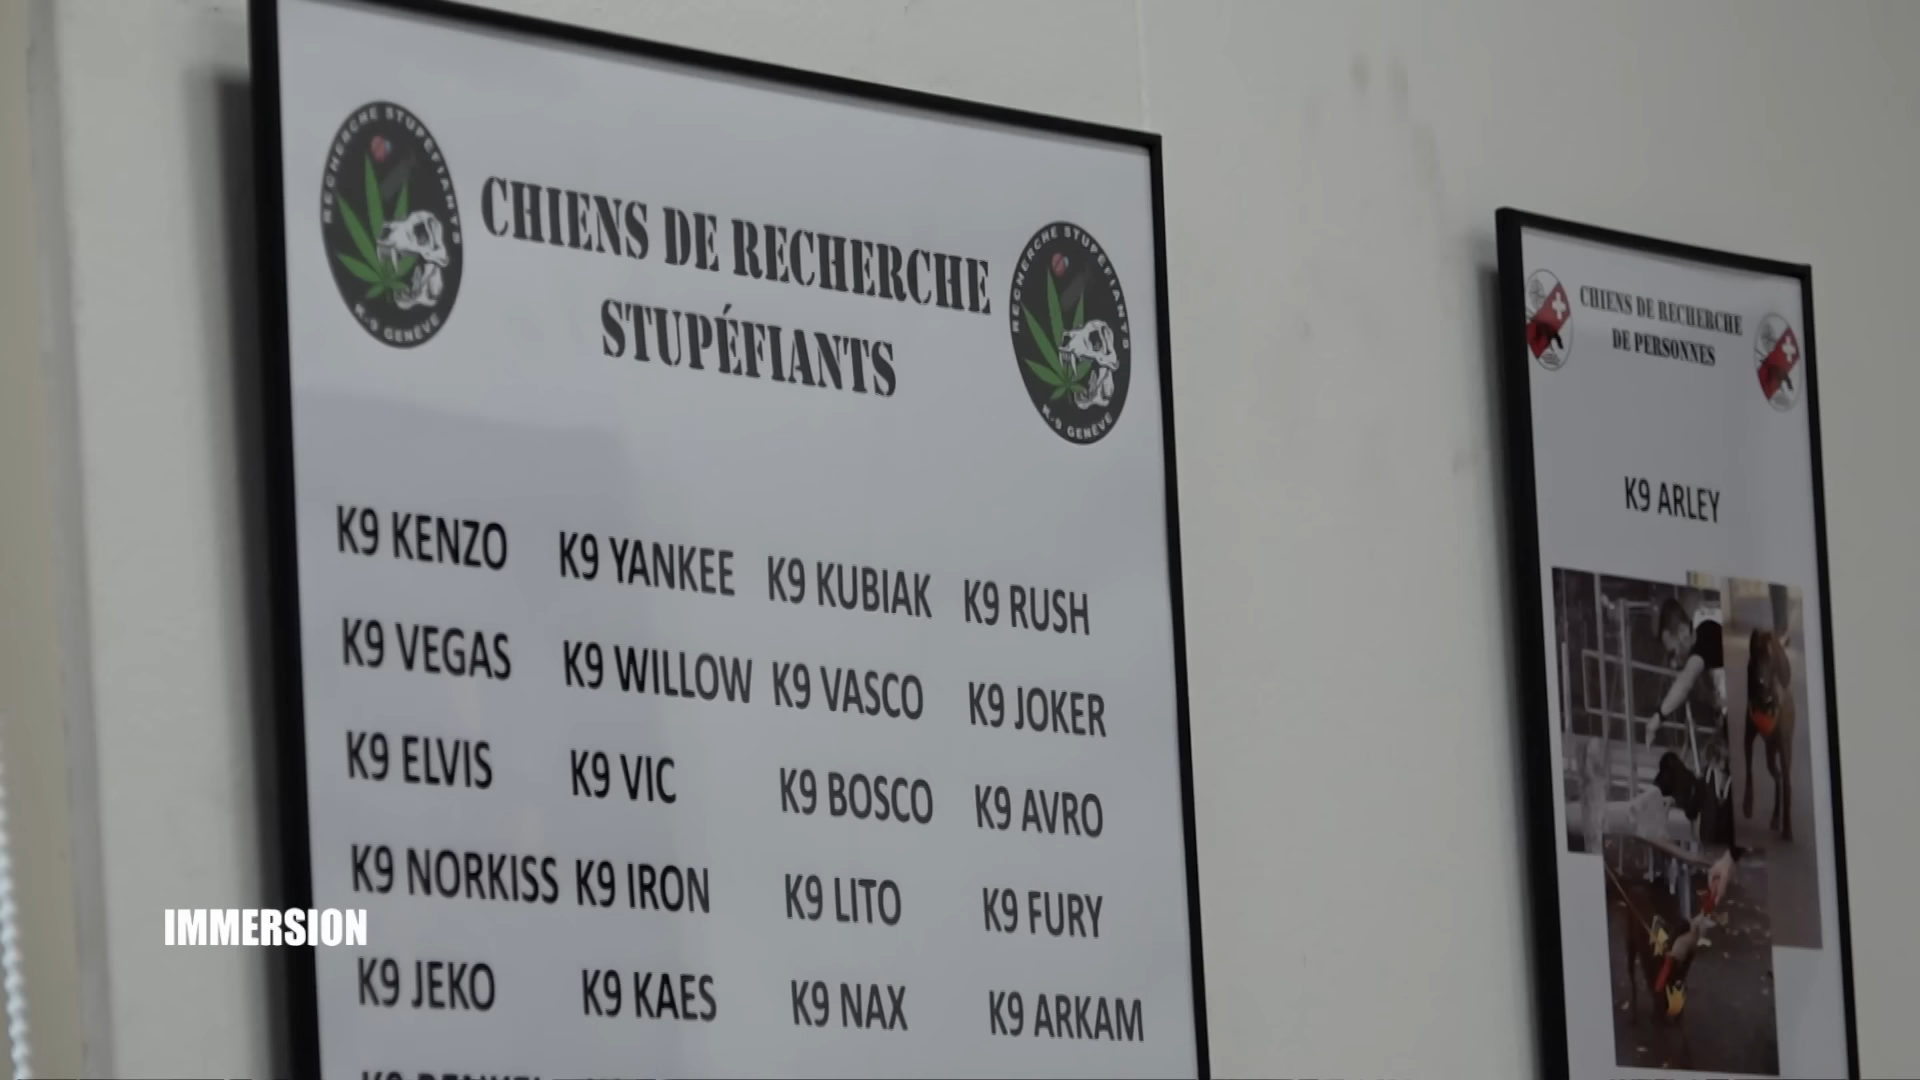 RECHERCHE STUPÉFIANTS
K-9 GENÈVE
CHIENS DE RECHERCHE
STUPÉFIANTS
RECHERCHE STUPÉFIANTS
K-9 GENÈVE
K9 KENZO K9 YANKEE K9 KUBIAK K9 RUSH
K9 VEGAS K9 WILLOW K9 VASCO K9 JOKER
K9 ELVIS K9 VIC K9 BOSCO K9 AVRO
K9 NORKISS K9 IRON K9 LITO K9 FURY
K9 JEKO K9 KAES K9 NAX K9 ARKAM
CHIENS DE RECHERCHE
DE PERSONNES
K9 ARLEY
IMMERSION